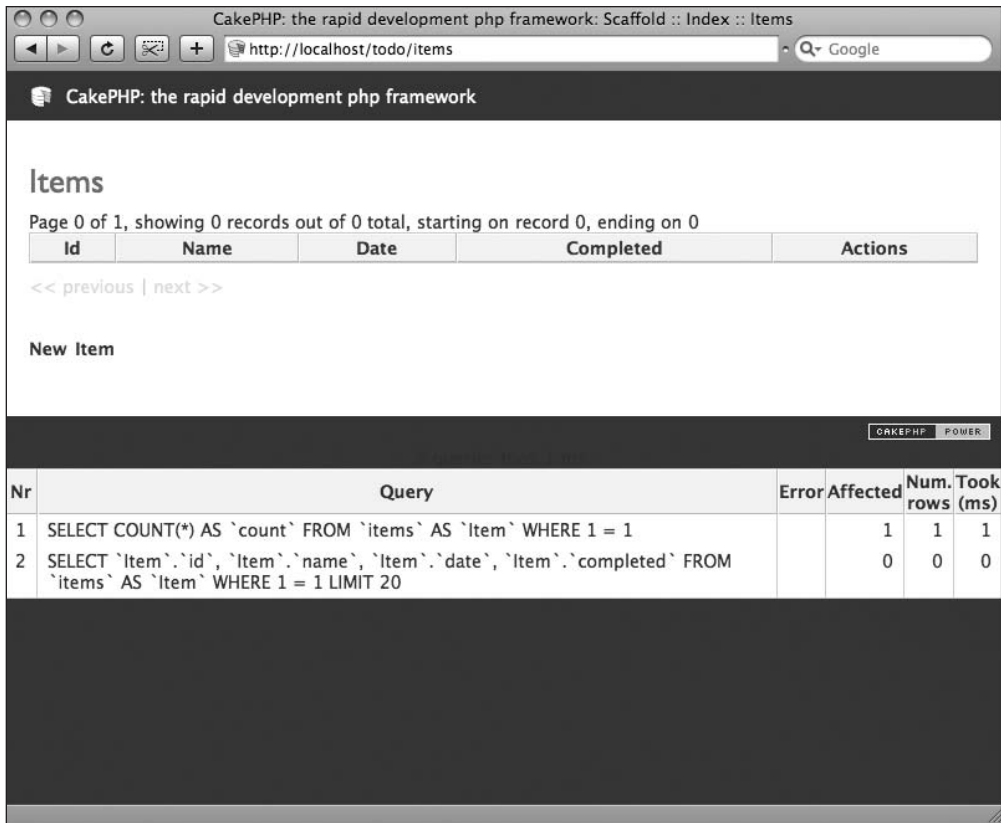 CakePHP: the rapid development php framework: Scaffold :: Index :: Items
http://localhost/todo/items
Google
CakePHP: the rapid development php framework
Items
Page 0 of 1, showing 0 records out of 0 total, starting on record 0, ending on 0
Id Name Date Completed Actions
<< previous | next >>
New Item
CAKEPHP POWER
Nr Query Error Affected Num. rows Took (ms)
1 SELECT COUNT(*) AS `count` FROM `items` AS `Item` WHERE 1 = 1 1 1 1
2 SELECT `Item`.`id`, `Item`.`name`, `Item`.`date`, `Item`.`completed` FROM
`items` AS `Item` WHERE 1 = 1 LIMIT 20 0 0 0